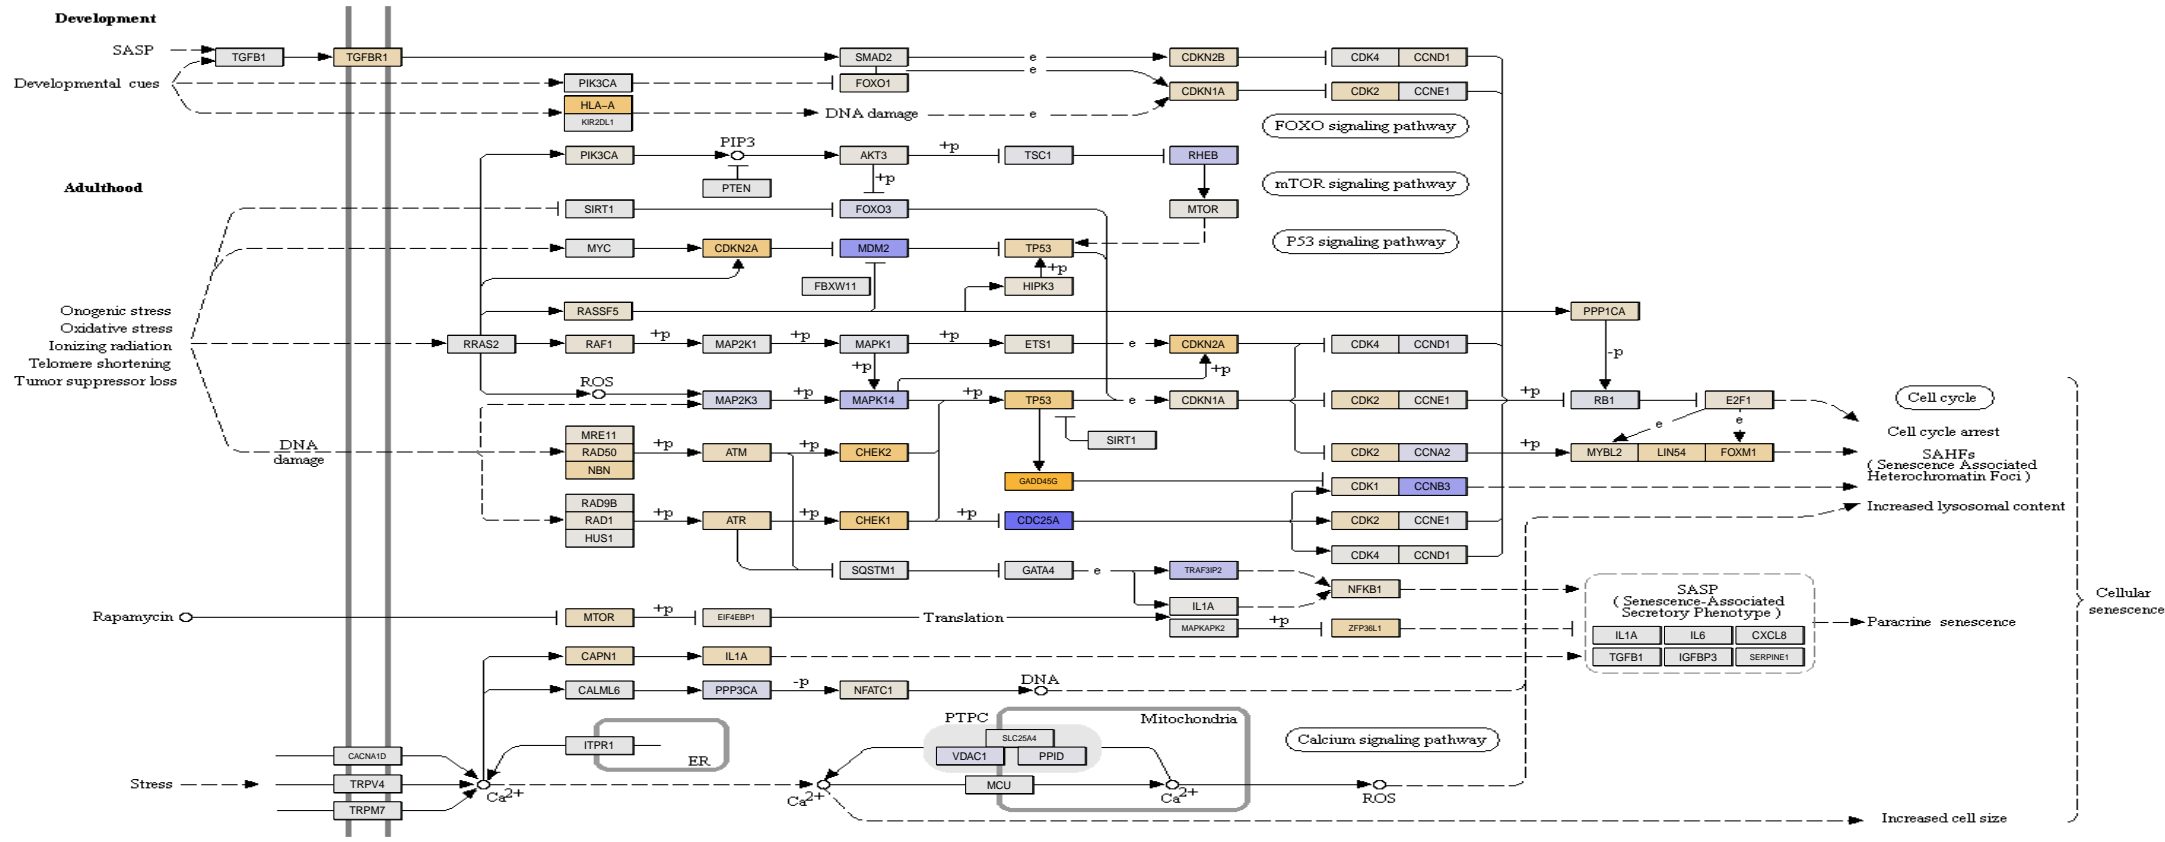 Development
SASP
TGFB1
TGFBR1
SMAD2
e
CDKN2B
CDK4
CCND1
e
Developmental cues
PIK3CA
FOXO1
CDKN1A
CDK2
CCNE1
HLA-A
KIR2DL1
DNA damage
e
FOXO signaling pathway
PIP3
PIK3CA
AKT3
+p
TSC1
RHEB
PTEN
+p
Adulthood
mTOR signaling pathway
SIRT1
FOXO3
MTOR
MYC
CDKN2A
MDM2
TP53
P53 signaling pathway
+p
FBXW11
HIPK3
Onogenic stress
Oxidative stress
Ionizing radiation
Telomere shortening
Tumor suppressor loss
RASSF5
PPP1CA
RRAS2
RAF1
+p
MAP2K1
+p
MAPK1
+p
ETS1
e
CDKN2A
CDK4
CCND1
-p
+p
+p
ROS
MAP2K3
+p
MAPK14
+p
TP53
e
CDKN1A
CDK2
CCNE1
+p
RB1
E2F1
Cell cycle
e
e
Cell cycle arrest
DNA
damage
MRE11
RAD50
NBN
+p
ATM
+p
CHEK2
SIRT1
CDK2
CCNA2
+p
MYBL2
LIN54
FOXM1
SAHFs
( Senescence Associated
Heterochromatin Foci )
GADD45G
CDK1
CCNB3
RAD9B
RAD1
HUS1
+p
ATR
+p
CHEK1
+p
CDC25A
CDK2
CCNE1
Increased lysosomal content
CDK4
CCND1
SQSTM1
GATA4
e
TRAF3IP2
NFKB1
IL1A
SASP
( Senescence-Associated
Secretory Phenotype )
Cellular
senescence
Rapamycin
MTOR
+p
EIF4EBP1
Translation
MAPKAPK2
+p
ZFP36L1
Paracrine senescence
IL1A
IL6
CXCL8
TGFB1
IGFBP3
SERPINE1
CAPN1
IL1A
CALML6
PPP3CA
-p
NFATC1
DNA
PTPC
Mitochondria
SLC25A4
VDAC1
PPID
MCU
Calcium signaling pathway
ITPR1
ER
CACNA1D
Stress
TRPV4
TRPM7
Ca2+
Ca2+
Ca2+
ROS
Increased cell size